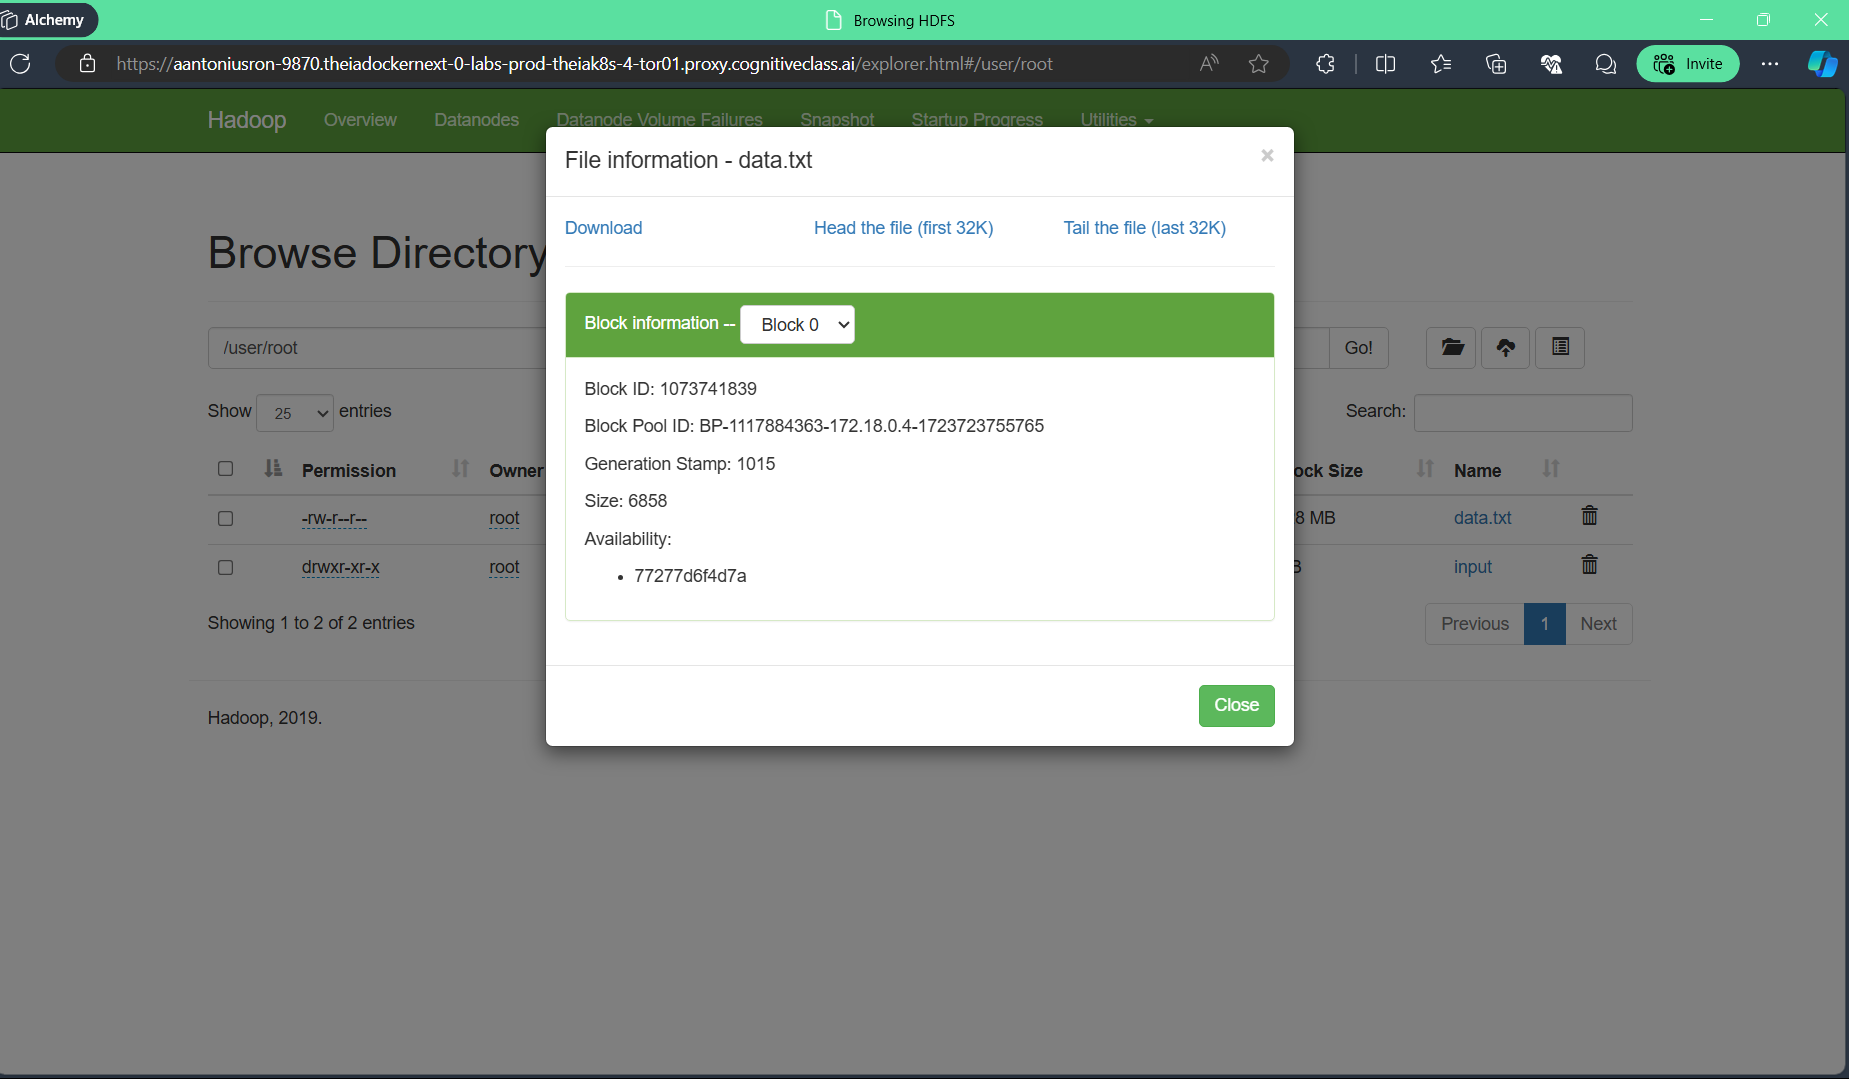 Alchemy
Browsing HDFS
https://aantoniusron-9870.theiadockernext-0-labs-prod-theiak8s-4-tor01.proxy.cognitiveclass.ai/explorer.html#/user/root
Invite
Hadoop Overview Datanodes Datanode Volume Failures Snapshot Startup Progress Utilities
File information - data.txt
×
Download Head the file (first 32K) Tail the file (last 32K)
Browse Directory
Block information -- Block 0
/user/root
Go!
Block ID: 1073741839
Block Pool ID: BP-1117884363-172.18.0.4-1723723755765
Generation Stamp: 1015
Size: 6858
Availability:
• 77277d6f4d7a
Close
Show 25 entries
Search:
Permission Owner ock Size Name
-rw-r--r-- root 8 MB data.txt
drwxr-xr-x root B input
Showing 1 to 2 of 2 entries
Previous 1 Next
Hadoop, 2019.